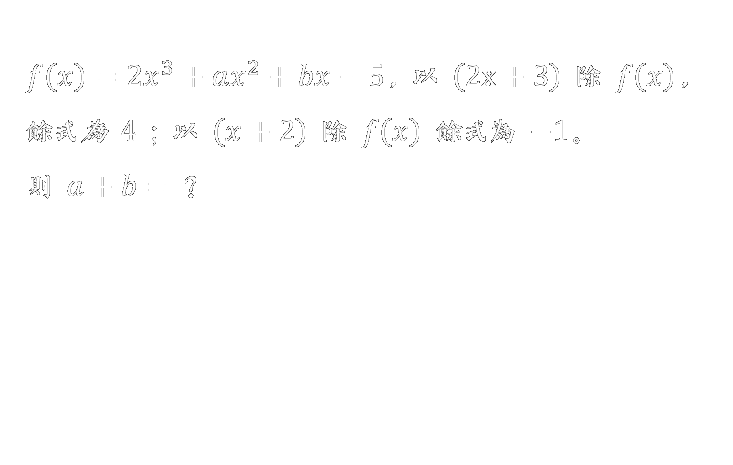 f(x) = 2x³ + ax² + bx − 5，以 (2x + 3) 除 f(x)，
餘式為 4；以 (x + 2) 除 f(x) 餘式為 −1。
則 a + b = ？